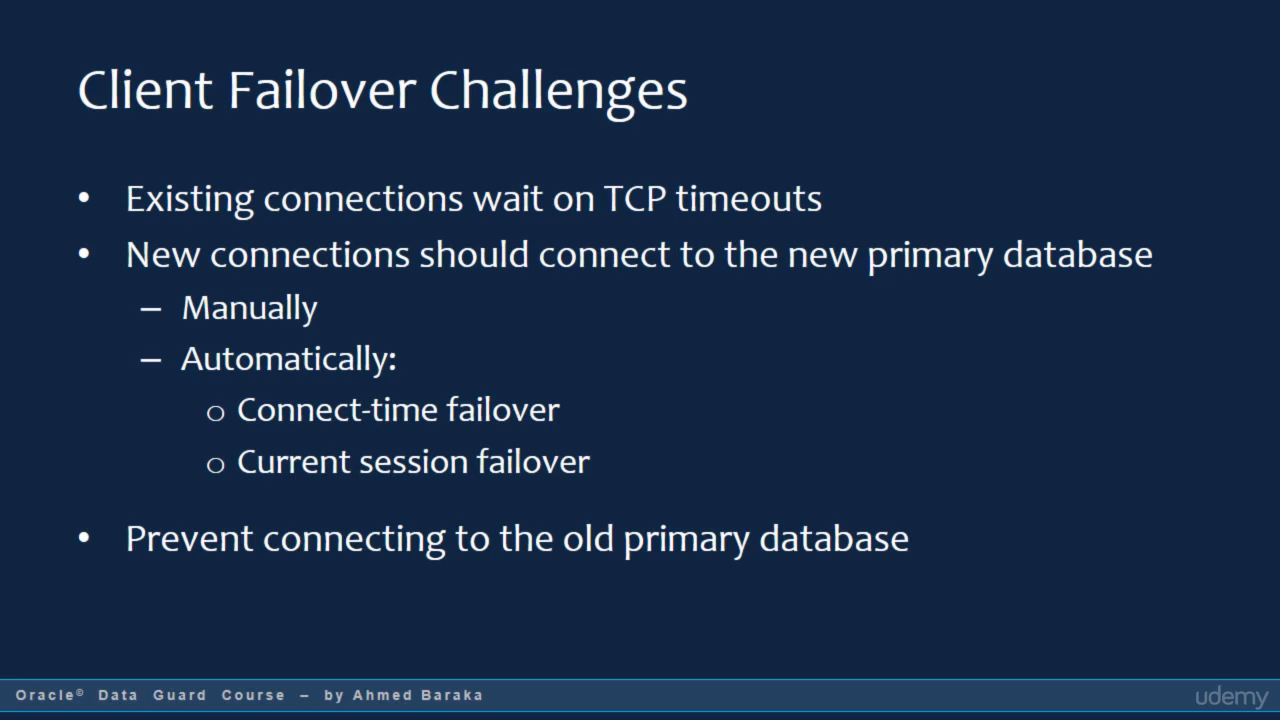 Client Failover Challenges
• Existing connections wait on TCP timeouts
• New connections should connect to the new primary database
– Manually
– Automatically:
o Connect-time failover
o Current session failover
• Prevent connecting to the old primary database
Oracle© Data Guard Course – by Ahmed Baraka
udemy